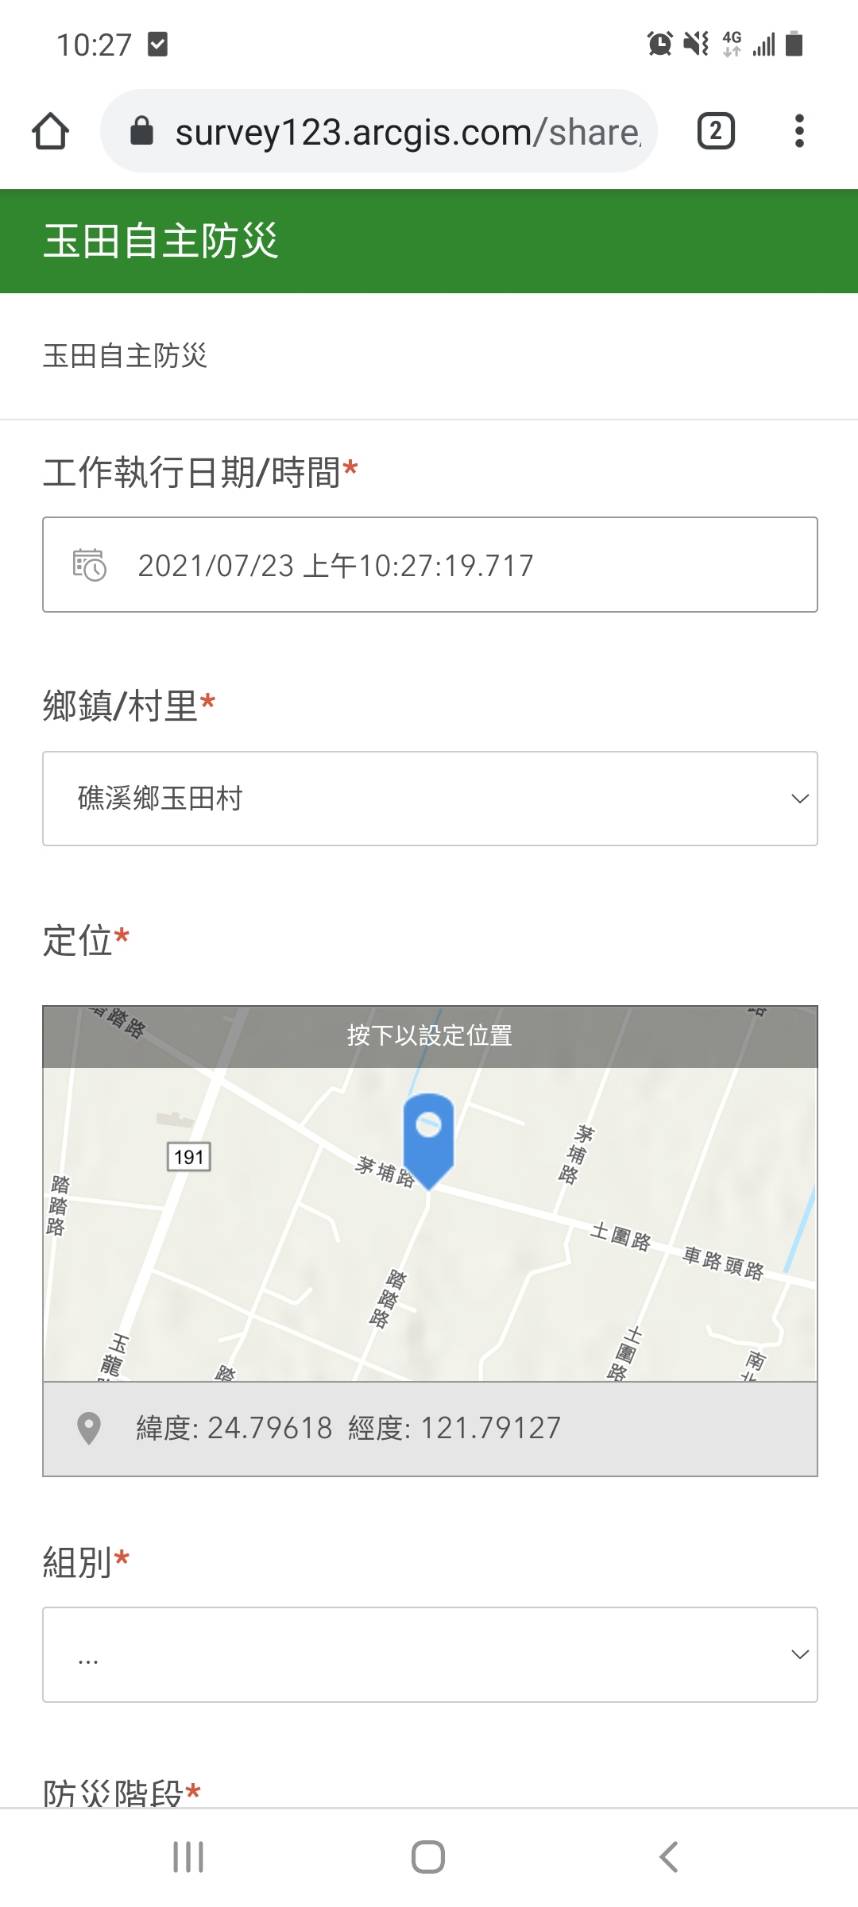 10:27
4G
survey123.arcgis.com/share
2
玉田自主防災
玉田自主防災
工作執行日期/時間*
2021/07/23 上午10:27:19.717
鄉鎮/村里*
礁溪鄉玉田村
定位*
踏路
路
按下以設定位置
191
茅埔路
茅埔路
踏踏路
土圍路
車路頭路
踏踏路
玉龍
踏
土圍路
南北
緯度: 24.79618 經度: 121.79127
組別*
...
防災階段*